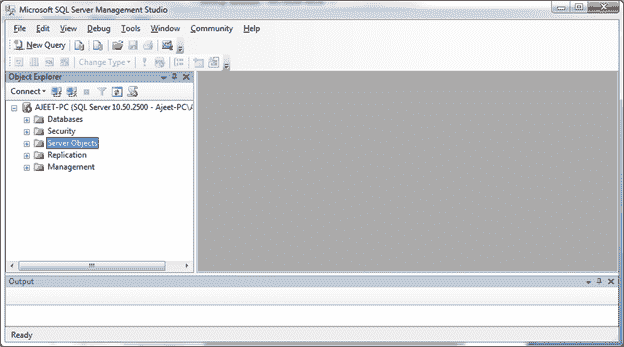 Microsoft SQL Server Management Studio
File Edit View Debug Tools Window Community Help
New Query
Change Type
Object Explorer
Connect
AJEET-PC (SQL Server 10.50.2500 - Ajeet-PC\A
Databases
Security
Server Objects
Replication
Management
Output
Ready